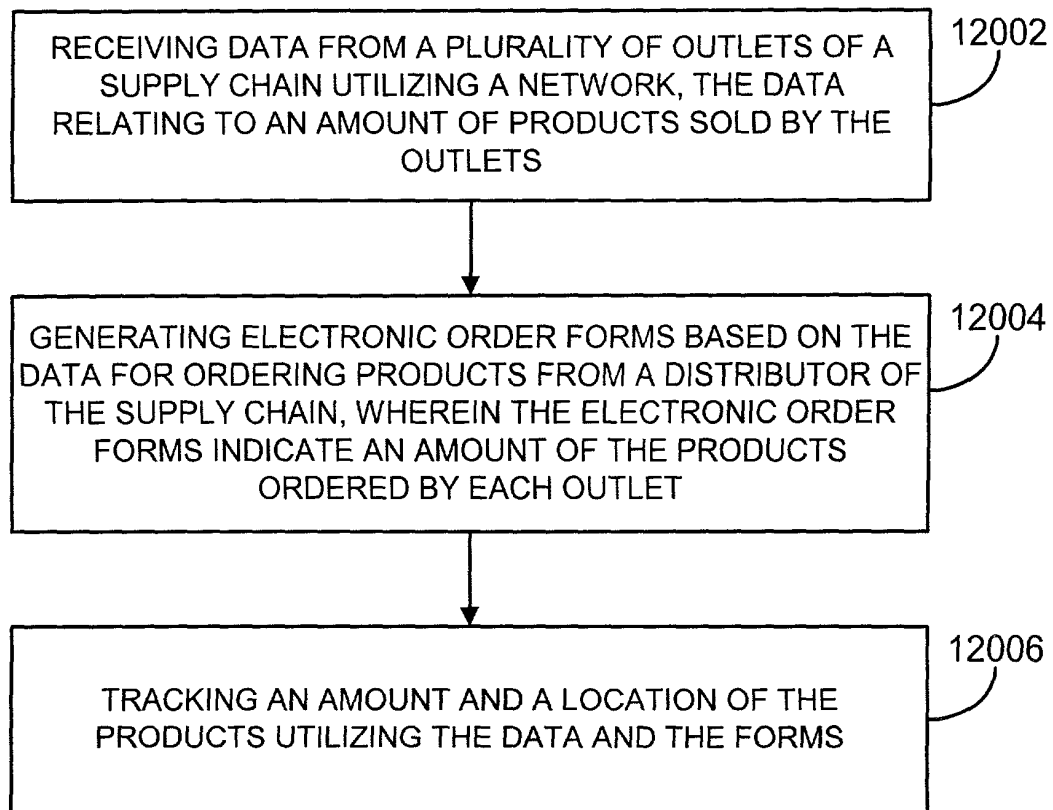 RECEIVING DATA FROM A PLURALITY OF OUTLETS OF A
SUPPLY CHAIN UTILIZING A NETWORK, THE DATA
RELATING TO AN AMOUNT OF PRODUCTS SOLD BY THE
OUTLETS
12002
GENERATING ELECTRONIC ORDER FORMS BASED ON THE
DATA FOR ORDERING PRODUCTS FROM A DISTRIBUTOR OF
THE SUPPLY CHAIN, WHEREIN THE ELECTRONIC ORDER
FORMS INDICATE AN AMOUNT OF THE PRODUCTS
ORDERED BY EACH OUTLET
12004
TRACKING AN AMOUNT AND A LOCATION OF THE
PRODUCTS UTILIZING THE DATA AND THE FORMS
12006